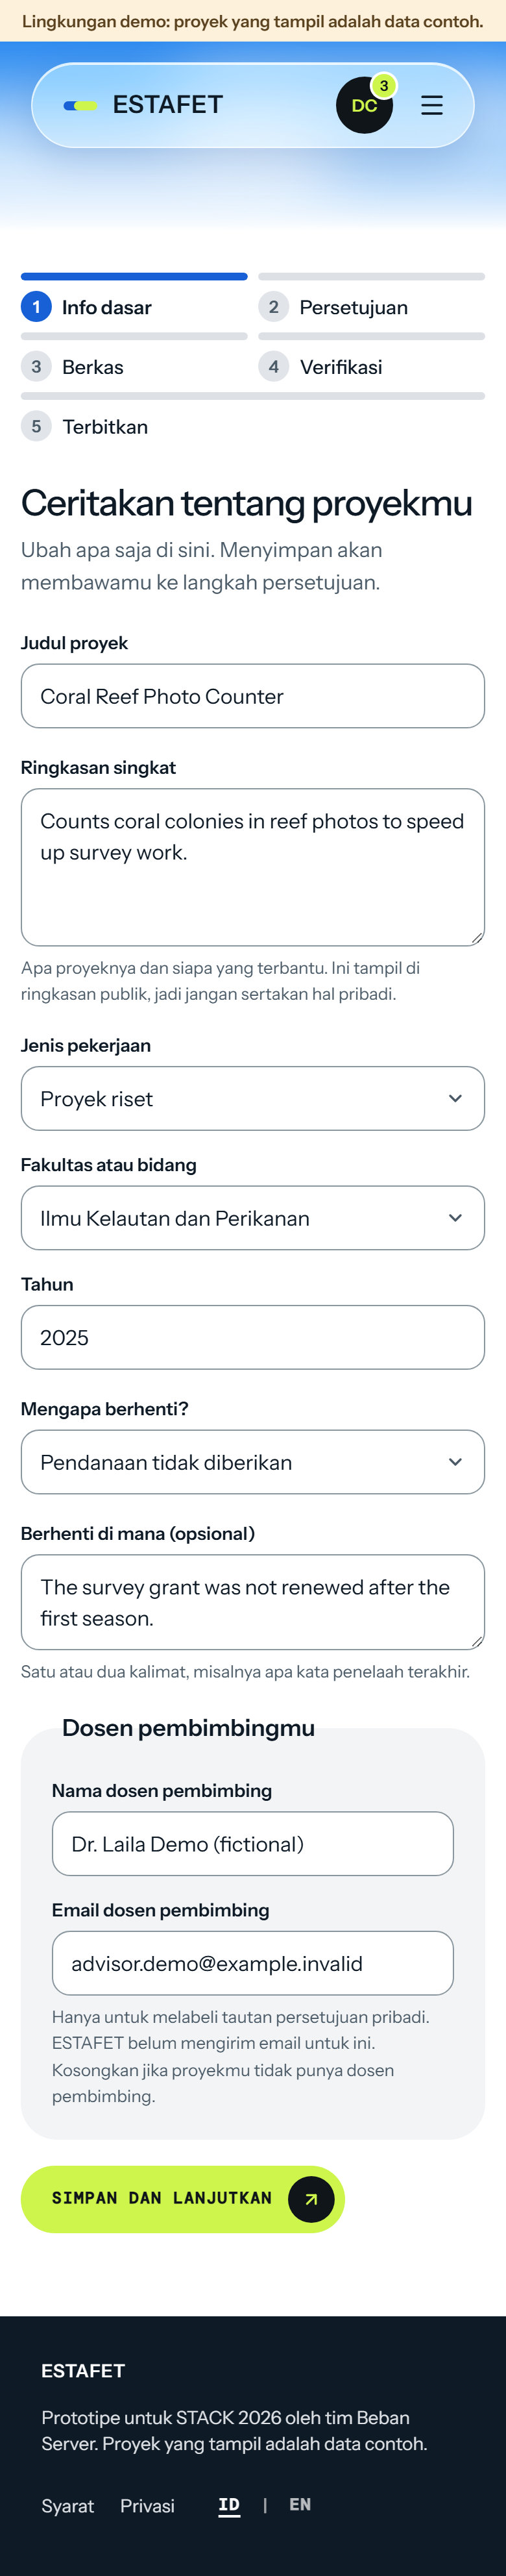 Lingkungan demo: proyek yang tampil adalah data contoh.
ESTAFET
DC
3
1 Info dasar
2 Persetujuan
3 Berkas
4 Verifikasi
5 Terbitkan
Ceritakan tentang proyekmu
Ubah apa saja di sini. Menyimpan akan
membawamu ke langkah persetujuan.
Judul proyek
Coral Reef Photo Counter
Ringkasan singkat
Counts coral colonies in reef photos to speed
up survey work.
Apa proyeknya dan siapa yang terbantu. Ini tampil di
ringkasan publik, jadi jangan sertakan hal pribadi.
Jenis pekerjaan
Proyek riset
Fakultas atau bidang
Ilmu Kelautan dan Perikanan
Tahun
2025
Mengapa berhenti?
Pendanaan tidak diberikan
Berhenti di mana (opsional)
The survey grant was not renewed after the
first season.
Satu atau dua kalimat, misalnya apa kata penelaah terakhir.
Dosen pembimbingmu
Nama dosen pembimbing
Dr. Laila Demo (fictional)
Email dosen pembimbing
advisor.demo@example.invalid
Hanya untuk melabeli tautan persetujuan pribadi.
ESTAFET belum mengirim email untuk ini.
Kosongkan jika proyekmu tidak punya dosen
pembimbing.
SIMPAN DAN LANJUTKAN
ESTAFET
Prototipe untuk STACK 2026 oleh tim Beban
Server. Proyek yang tampil adalah data contoh.
Syarat Privasi ID | EN